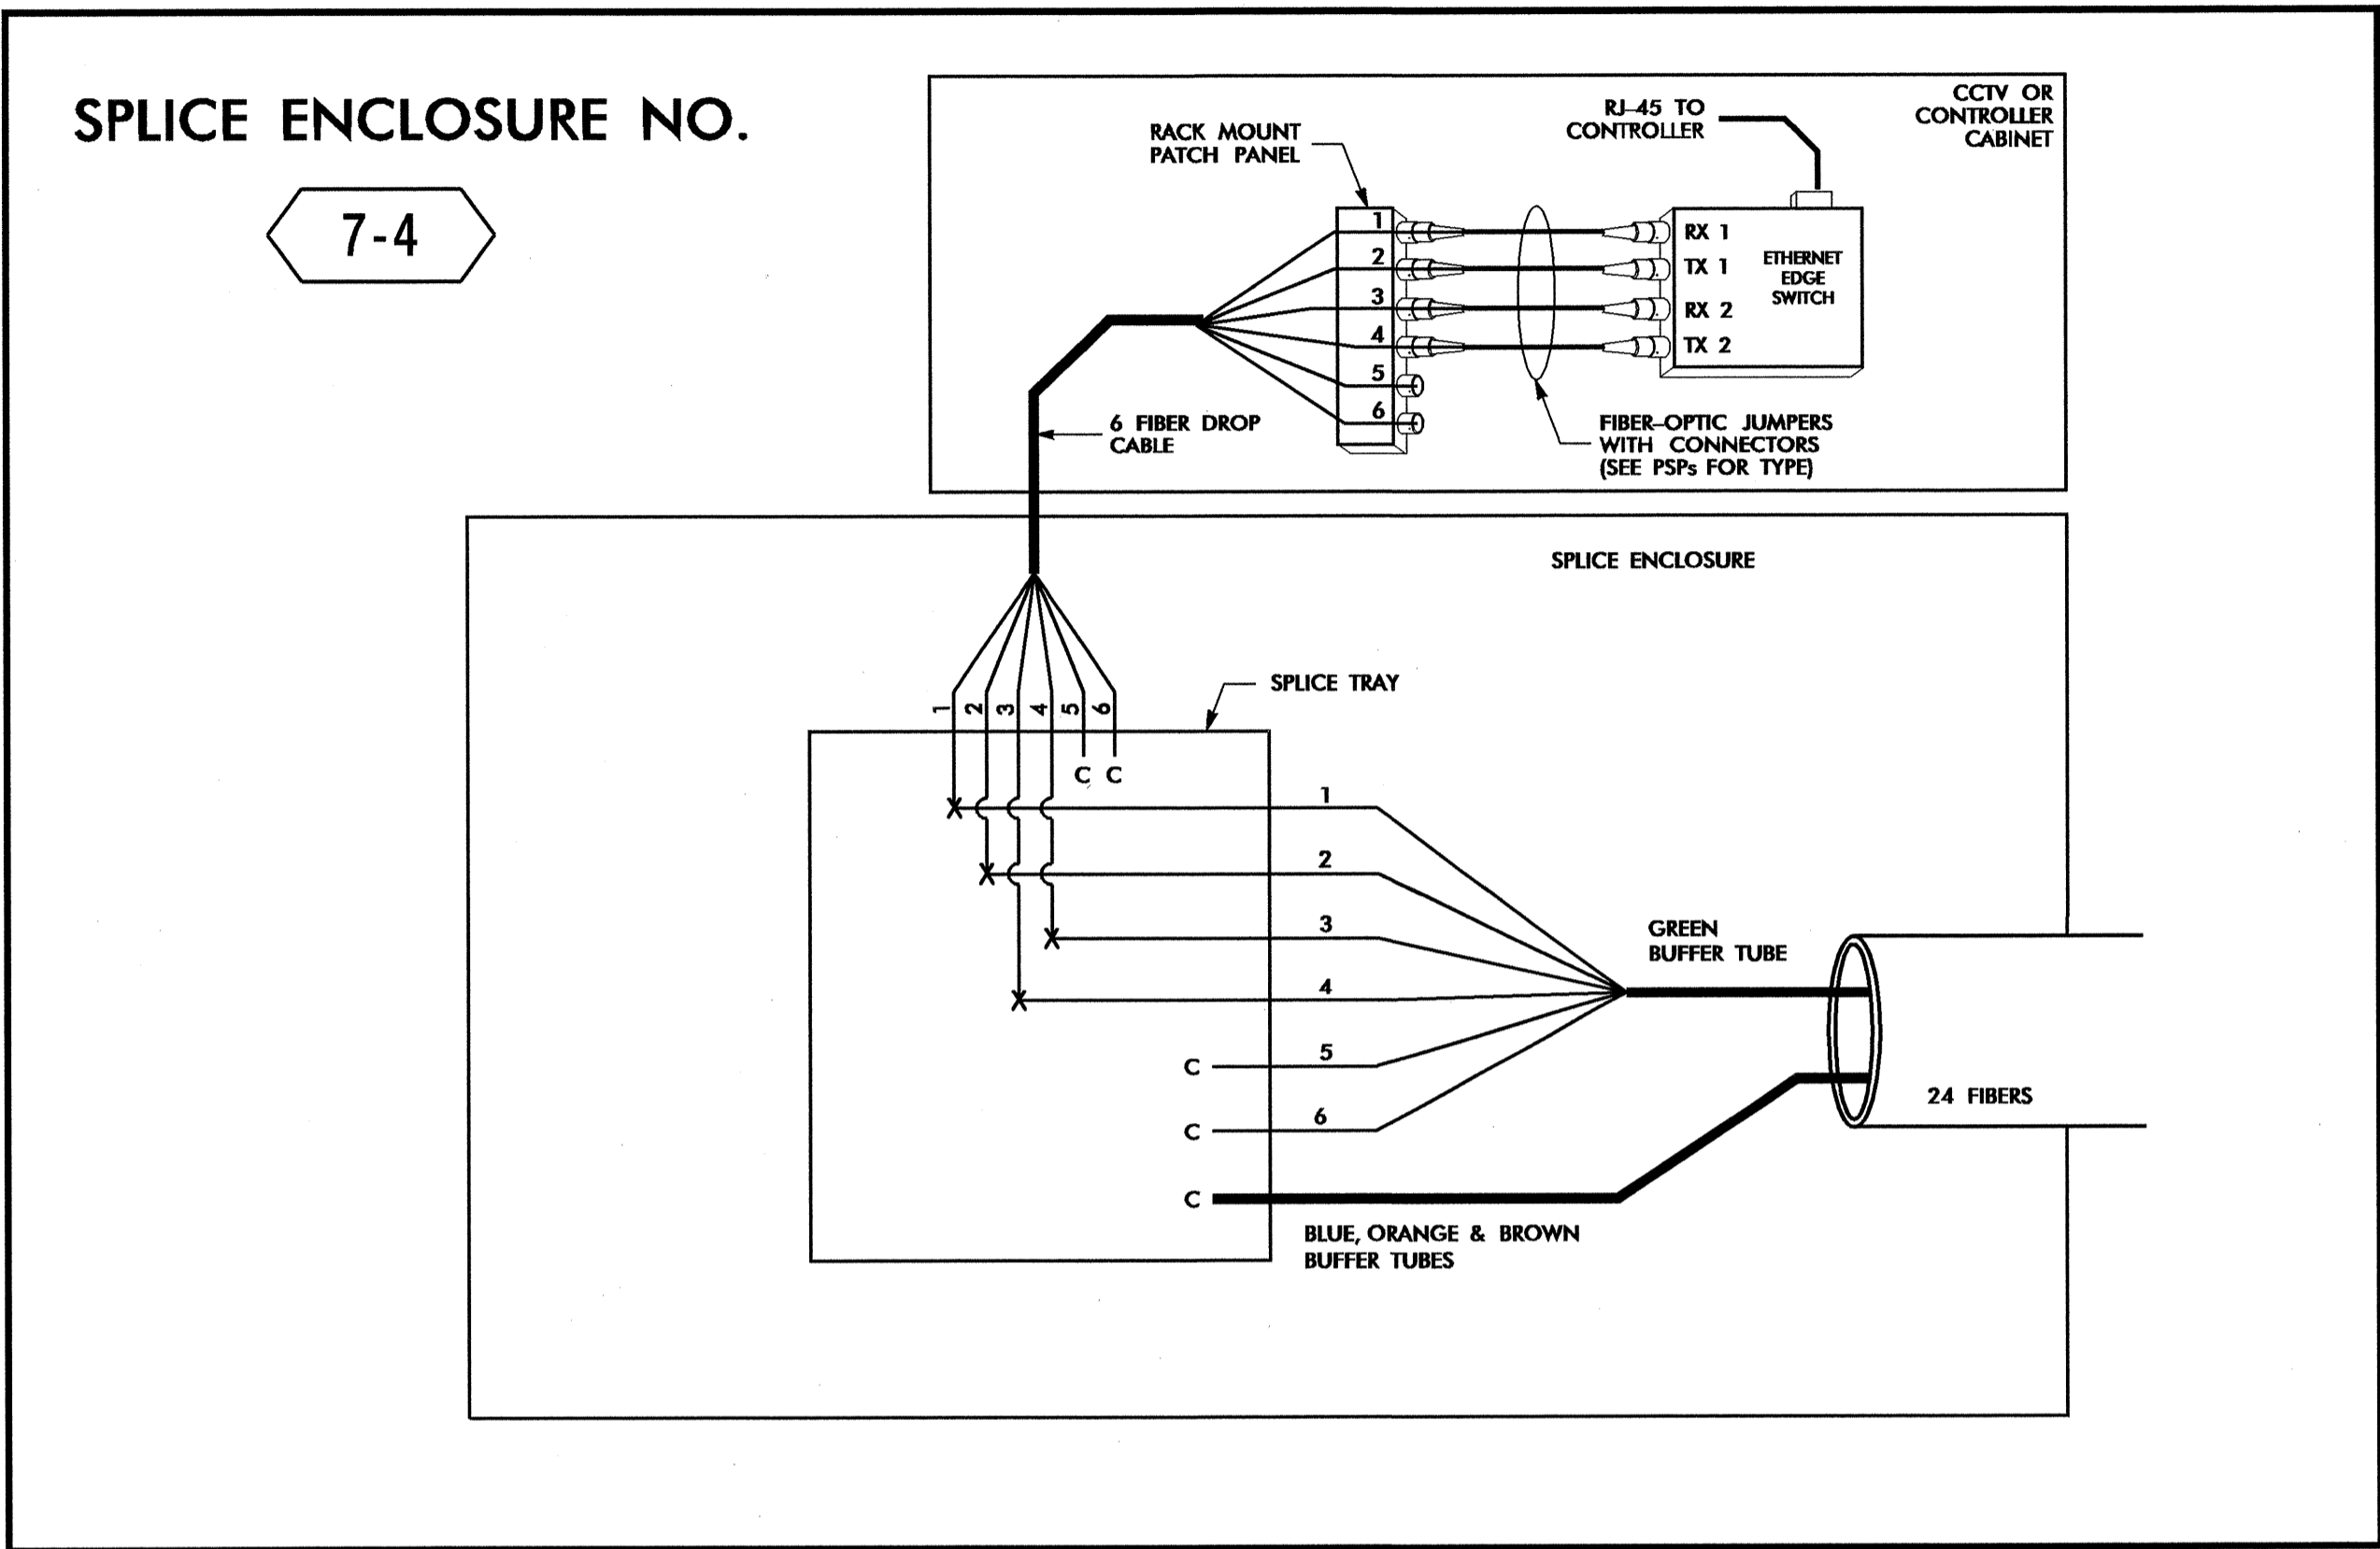 SPLICE ENCLOSURE NO.
7-4
CCTV OR
CONTROLLER
CABINET
RJ-45 TO
CONTROLLER
RACK MOUNT
PATCH PANEL
1
2
3
4
5
6
RX 1
TX 1
RX 2
TX 2
ETHERNET
EDGE
SWITCH
6 FIBER DROP
CABLE
FIBER-OPTIC JUMPERS
WITH CONNECTORS
(SEE PSPs FOR TYPE)
SPLICE ENCLOSURE
SPLICE TRAY
1 2 3 4 5 6
C C
1
2
3
4
C 5
C 6
C
GREEN
BUFFER TUBE
24 FIBERS
BLUE, ORANGE & BROWN
BUFFER TUBES